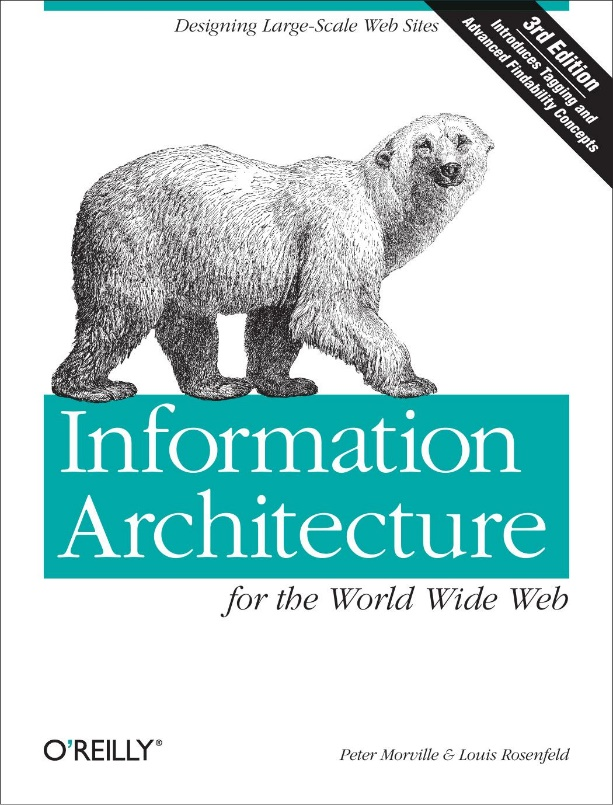 Designing Large-Scale Web Sites
3rd Edition
Introduces Tagging and
Advanced Findability Concepts
Information
Architecture
for the World Wide Web
O'REILLY®
Peter Morville & Louis Rosenfeld